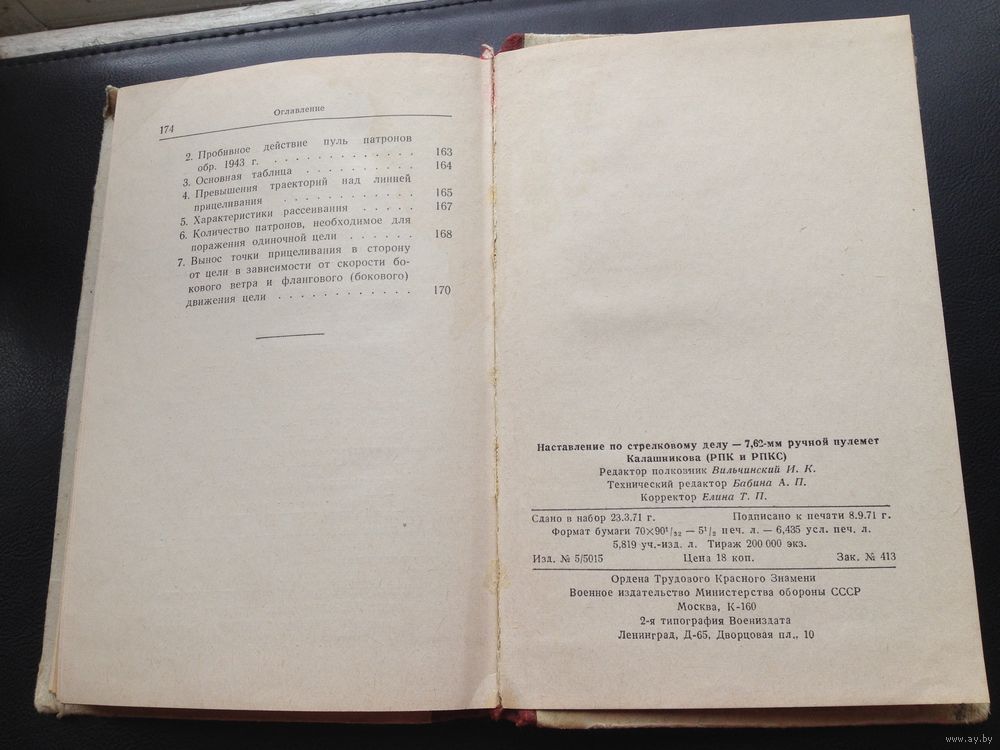 174
Оглавление
2. Пробивное действие пуль патронов
обр. 1943 г. . . . . . . . . . . . . 163
3. Основная таблица . . . . . . . . . . 164
4. Превышения траекторий над линией
прицеливания . . . . . . . . . . . 165
5. Характеристики рассеивания . . . . . 167
6. Количество патронов, необходимое для
поражения одиночной цели . . . . . . 168
7. Вынос точки прицеливания в сторону
от цели в зависимости от скорости бо-
кового ветра и флангового (бокового)
движения цели . . . . . . . . . . . . 170
Наставление по стрелковому делу — 7,62-мм ручной пулемет
Калашникова (РПК и РПКС)
Редактор полковник Вильчинский И. К.
Технический редактор Бабина А. П.
Корректор Елина Т. П.
Сдано в набор 23.3.71 г. Подписано к печати 8.9.71 г.
Формат бумаги 70×90¹/₃₂ — 5¹/₂ печ. л. — 6,435 усл. печ. л.
5,819 уч.-изд. л. Тираж 200 000 экз.
Изд. № 5/5015 Цена 18 коп. Зак. № 413
Ордена Трудового Красного Знамени
Военное издательство Министерства обороны СССР
Москва, К-160
2-я типография Воениздата
Ленинград, Д-65, Дворцовая пл., 10
www.ay.by